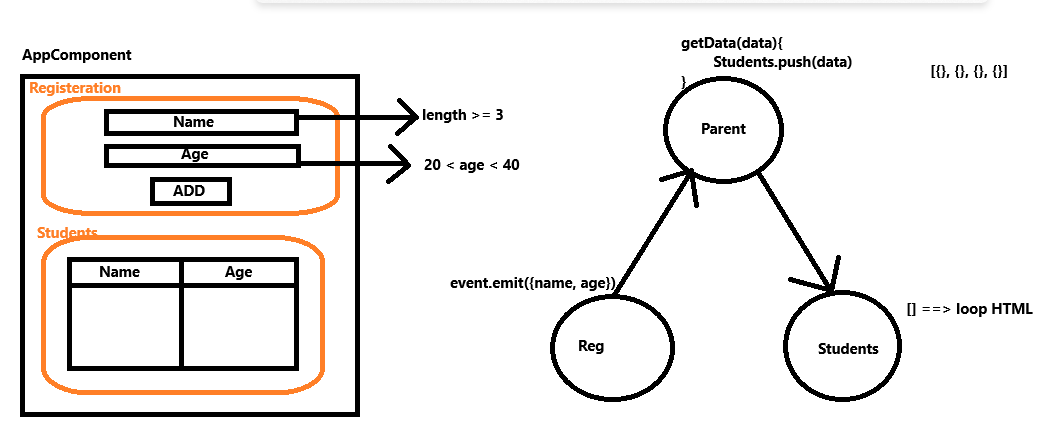 AppComponent
Registeration
Name
length >= 3
Age
20 < age < 40
ADD
Students
Name Age
getData(data){
Students.push(data)
}
[{}, {}, {}, {}]
Parent
event.emit({name, age})
Reg
Students
[] ==> loop HTML